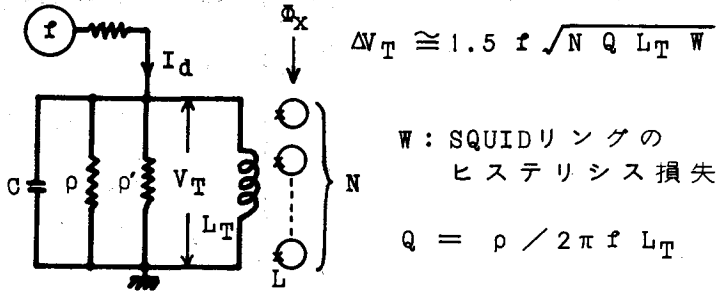 f
I_d
Φ_X
C
ρ
ρ'
V_T
L_T
N
L
ΔV_T ≅ 1.5 f √N Q L_T W
W : SQUIDリングの
ヒステリシス損失
Q = ρ / 2π f L_T